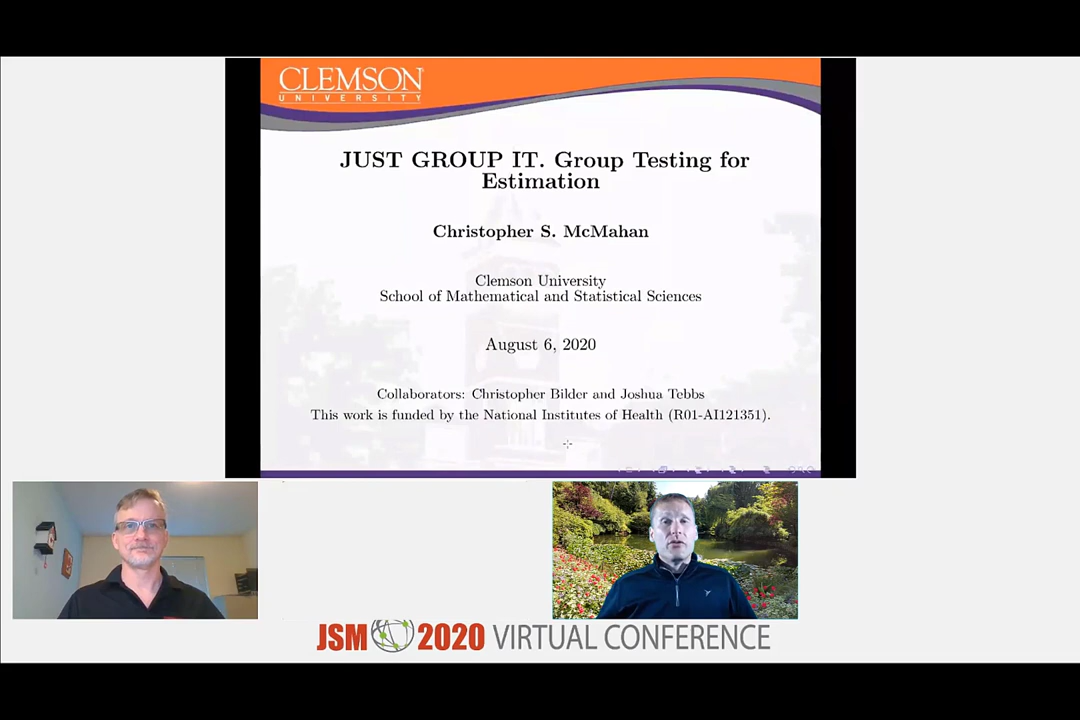 CLEMSON
UNIVERSITY
JUST GROUP IT. Group Testing for
Estimation
Christopher S. McMahan
Clemson University
School of Mathematical and Statistical Sciences
August 6, 2020
Collaborators: Christopher Bilder and Joshua Tebbs
This work is funded by the National Institutes of Health (R01-AI121351).
JSM 2020 VIRTUAL CONFERENCE